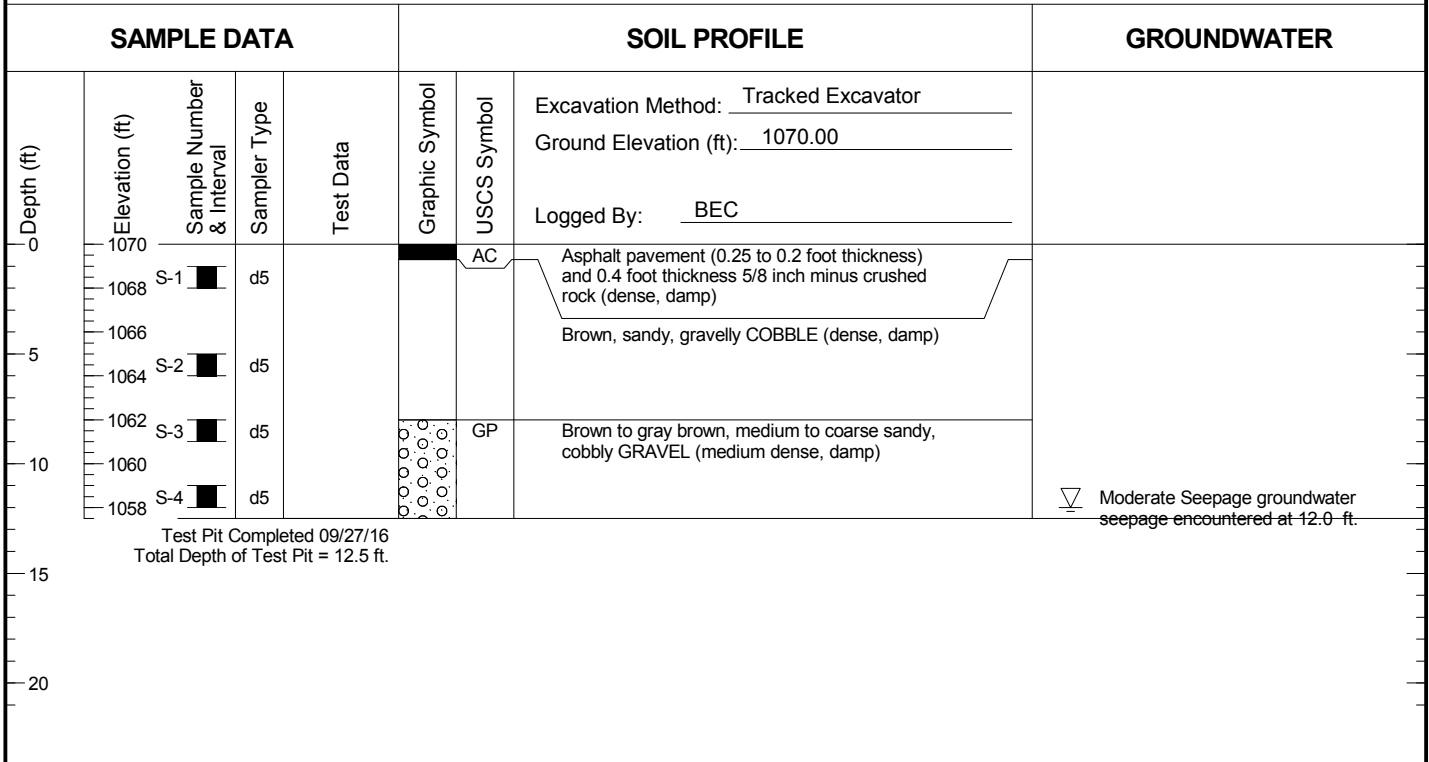 SAMPLE DATA
SOIL PROFILE
GROUNDWATER
Depth (ft)
Elevation (ft)
Sample Number
& Interval
Sampler Type
Test Data
Graphic Symbol
USCS Symbol
Excavation Method: Tracked Excavator
Ground Elevation (ft): 1070.00
Logged By: BEC
0
1070
AC
Asphalt pavement (0.25 to 0.2 foot thickness)
and 0.4 foot thickness 5/8 inch minus crushed
rock (dense, damp)
S-1
d5
1068
1066
Brown, sandy, gravelly COBBLE (dense, damp)
5
S-2
d5
1064
1062
S-3
d5
GP
Brown to gray brown, medium to coarse sandy,
cobbly GRAVEL (medium dense, damp)
10
1060
S-4
d5
1058
Moderate Seepage groundwater
seepage encountered at 12.0 ft.
Test Pit Completed 09/27/16
Total Depth of Test Pit = 12.5 ft.
15
20